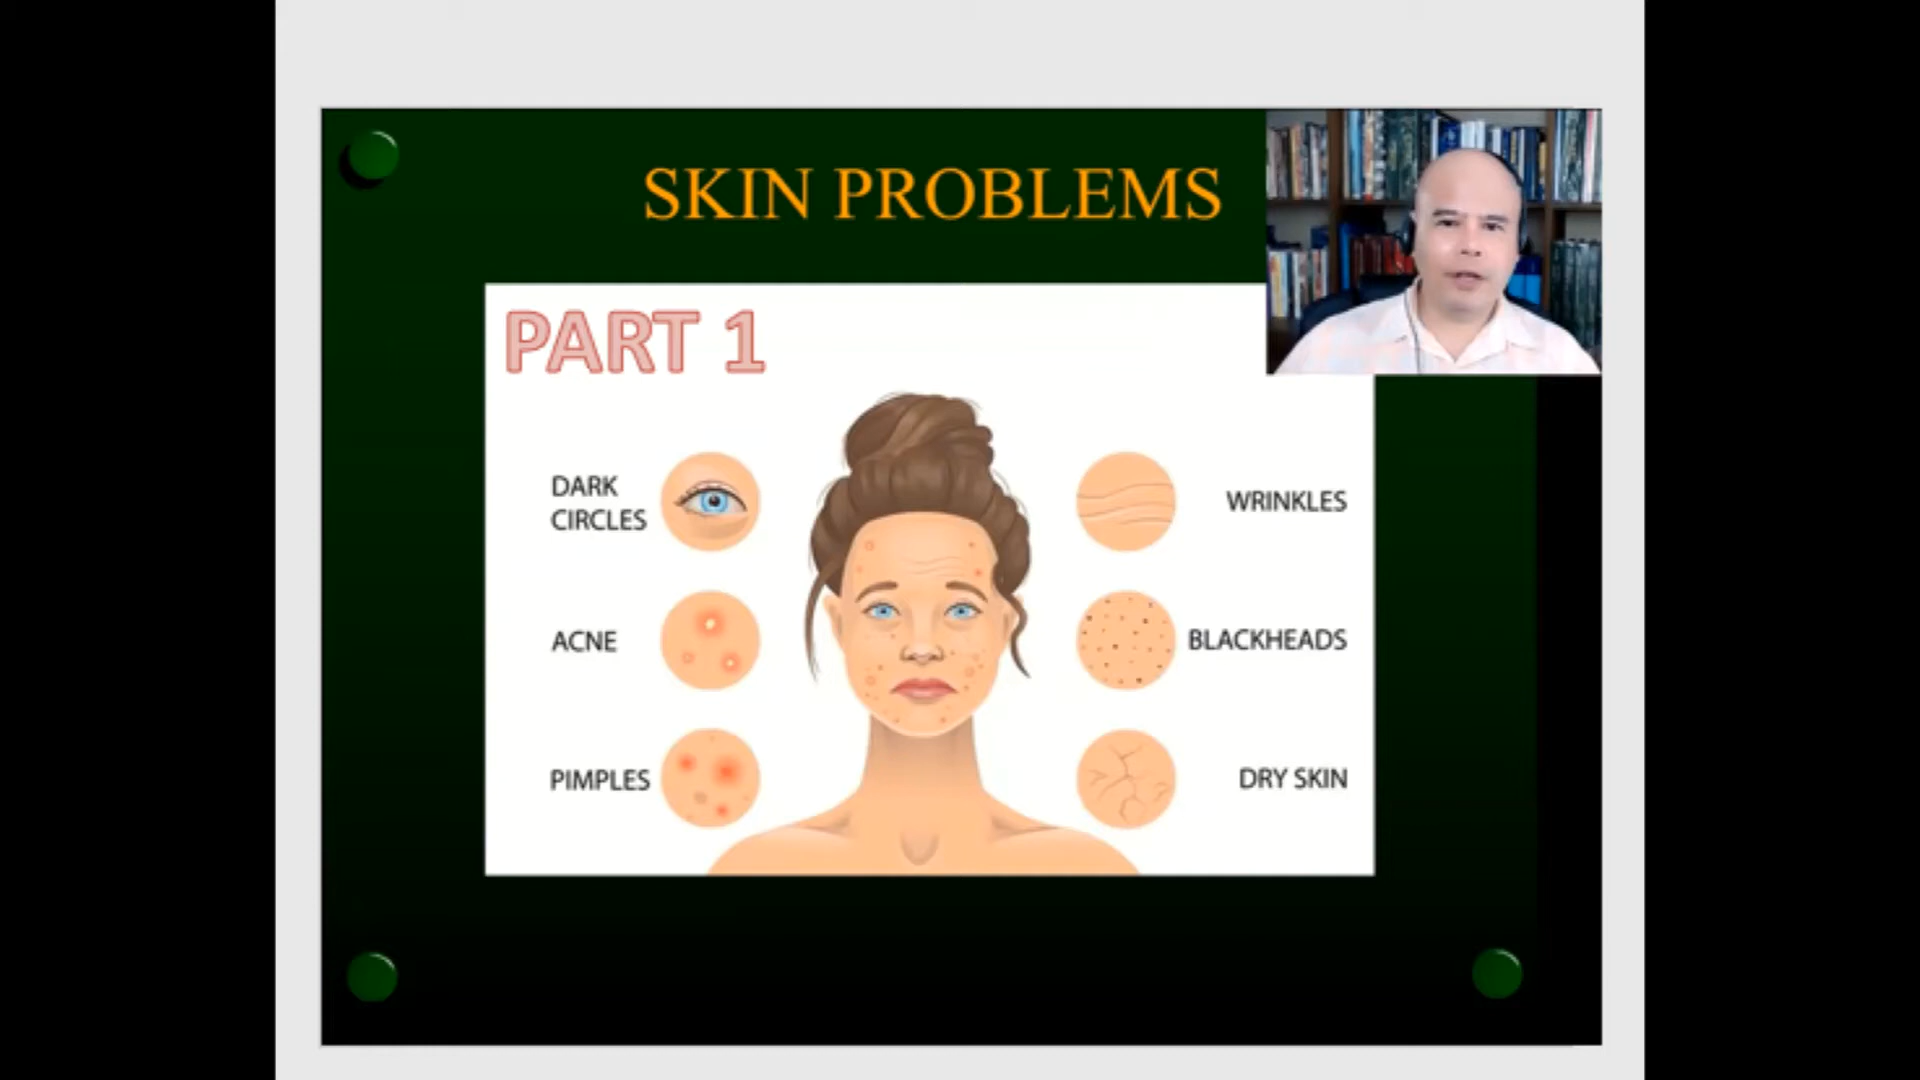 SKIN PROBLEMS
PART 1
DARK
CIRCLES
ACNE
PIMPLES
WRINKLES
BLACKHEADS
DRY SKIN